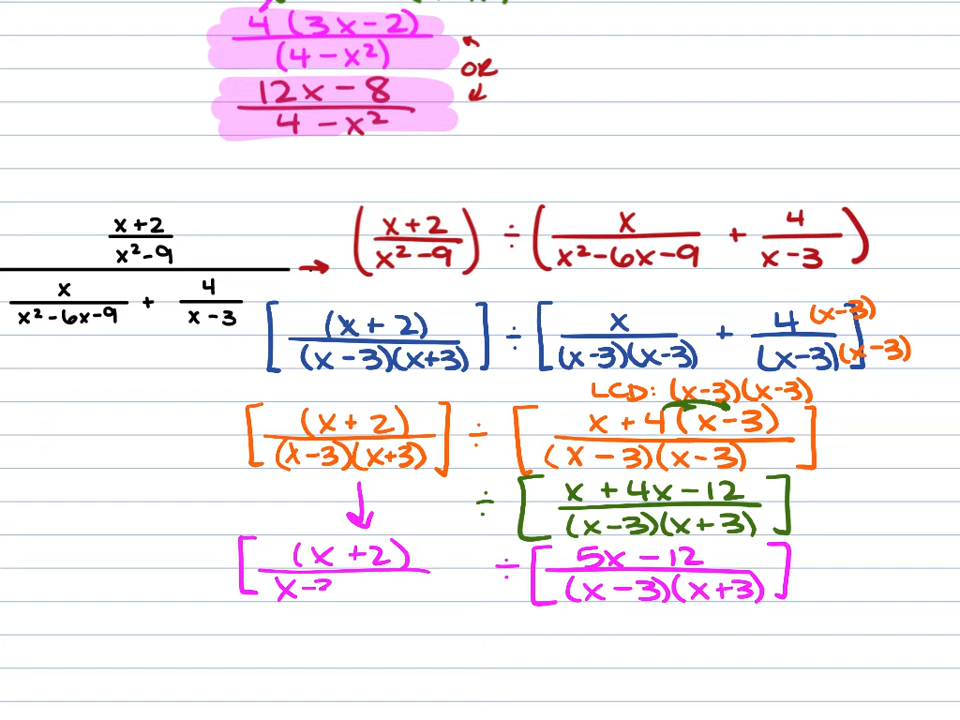 4 (3x - 2)
(4 - x²)
OR
12x - 8
4 - x²
x + 2
x² - 9
x
x² - 6x - 9
+
4
x - 3
→ (x + 2 / x² - 9) ÷ (x / x² - 6x - 9 + 4 / x - 3)
[(x + 2) / (x - 3)(x + 3)] ÷ [x / (x - 3)(x - 3) + 4 (x - 3) / (x - 3)(x - 3)]
LCD: (x - 3)(x - 3)
[(x + 2) / (x - 3)(x + 3)] ÷ [x + 4(x - 3) / (x - 3)(x - 3)]
÷ [x + 4x - 12 / (x - 3)(x + 3)]
[(x + 2) / x - 3 ÷ [5x - 12 / (x - 3)(x + 3)]